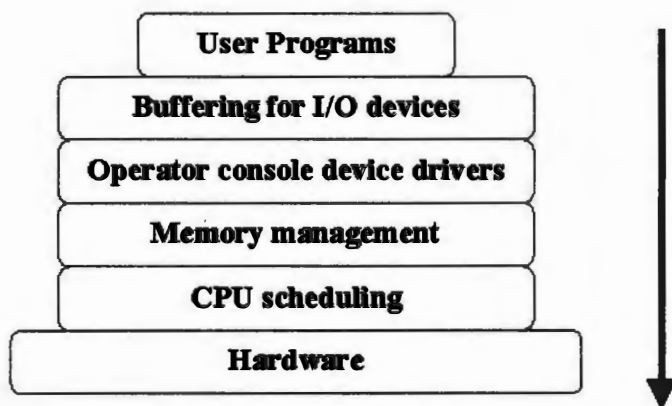 User Programs
Buffering for I/O devices
Operator console device drivers
Memory management
CPU scheduling
Hardware